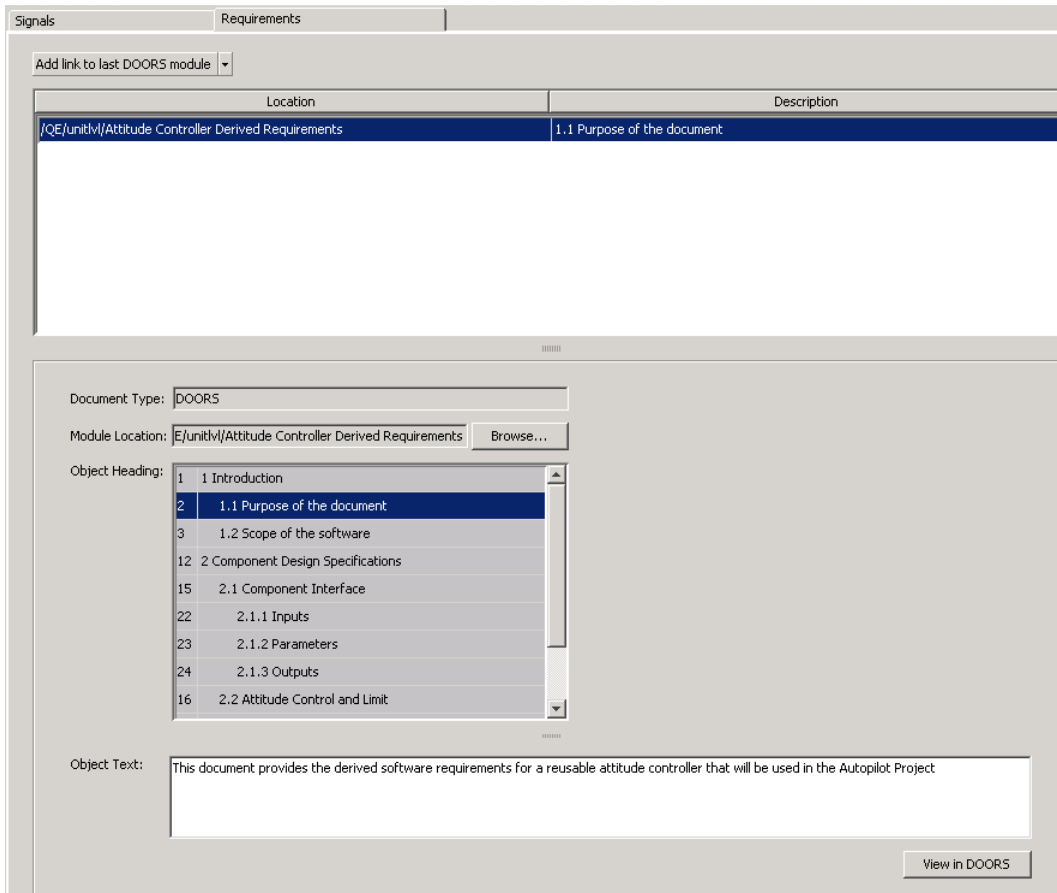 Signals Requirements
Add link to last DOORS module
Location Description
/QE/unitlvl/Attitude Controller Derived Requirements 1.1 Purpose of the document
Document Type: DOORS
Module Location: E/unitlvl/Attitude Controller Derived Requirements Browse...
Object Heading:
1 1 Introduction
2 1.1 Purpose of the document
3 1.2 Scope of the software
12 2 Component Design Specifications
15 2.1 Component Interface
22 2.1.1 Inputs
23 2.1.2 Parameters
24 2.1.3 Outputs
16 2.2 Attitude Control and Limit
Object Text: This document provides the derived software requirements for a reusable attitude controller that will be used in the Autopilot Project
View in DOORS